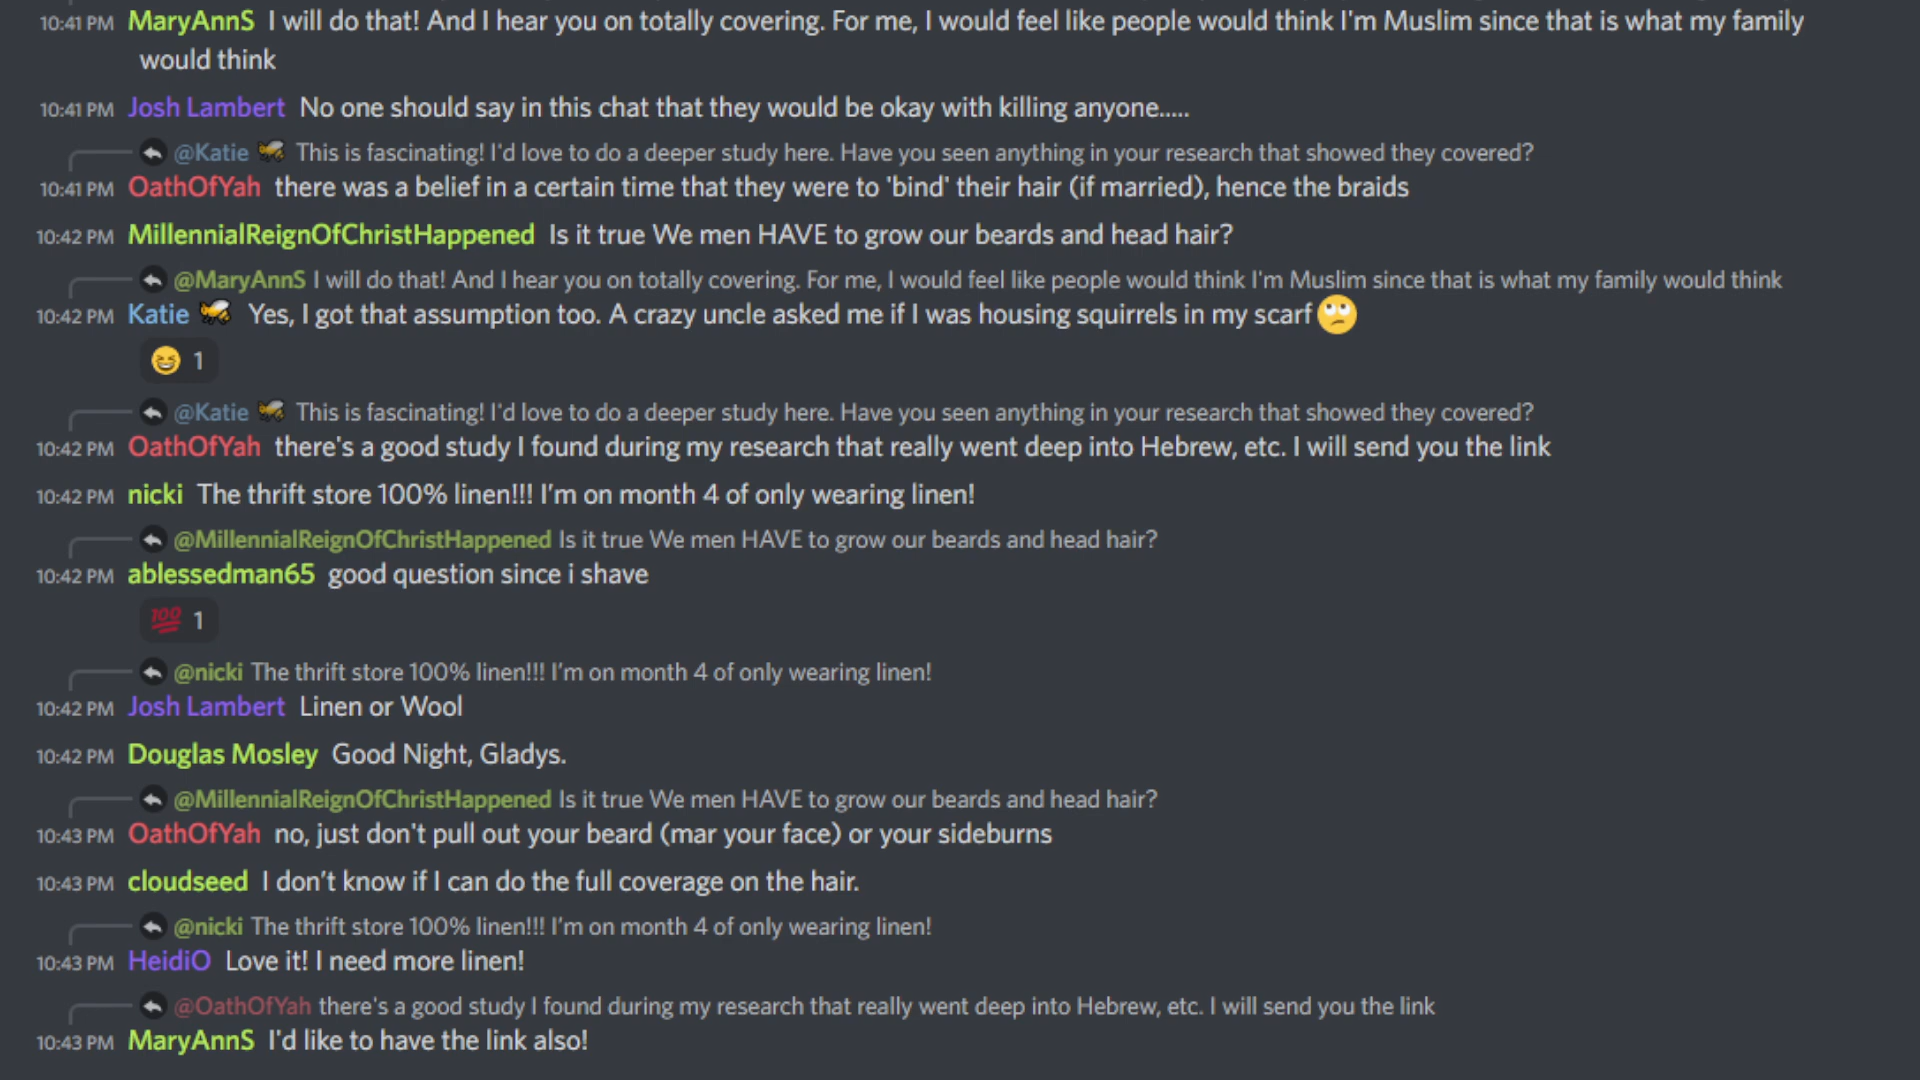 10:41 PM MaryAnnS I will do that! And I hear you on totally covering. For me, I would feel like people would think I'm Muslim since that is what my family
would think
10:41 PM Josh Lambert No one should say in this chat that they would be okay with killing anyone.....
@Katie This is fascinating! I'd love to do a deeper study here. Have you seen anything in your research that showed they covered?
10:41 PM OathOfYah there was a belief in a certain time that they were to 'bind' their hair (if married), hence the braids
10:42 PM MillennialReignOfChristHappened Is it true We men HAVE to grow our beards and head hair?
@MaryAnnS I will do that! And I hear you on totally covering. For me, I would feel like people would think I'm Muslim since that is what my family would think
10:42 PM Katie Yes, I got that assumption too. A crazy uncle asked me if I was housing squirrels in my scarf
1
@Katie This is fascinating! I'd love to do a deeper study here. Have you seen anything in your research that showed they covered?
10:42 PM OathOfYah there's a good study I found during my research that really went deep into Hebrew, etc. I will send you the link
10:42 PM nicki The thrift store 100% linen!!! I'm on month 4 of only wearing linen!
@MillennialReignOfChristHappened Is it true We men HAVE to grow our beards and head hair?
10:42 PM ablessedman65 good question since i shave
100 1
@nicki The thrift store 100% linen!!! I'm on month 4 of only wearing linen!
10:42 PM Josh Lambert Linen or Wool
10:42 PM Douglas Mosley Good Night, Gladys.
@MillennialReignOfChristHappened Is it true We men HAVE to grow our beards and head hair?
10:43 PM OathOfYah no, just don't pull out your beard (mar your face) or your sideburns
10:43 PM cloudseed I don't know if I can do the full coverage on the hair.
@nicki The thrift store 100% linen!!! I'm on month 4 of only wearing linen!
10:43 PM HeidiO Love it! I need more linen!
@OathOfYah there's a good study I found during my research that really went deep into Hebrew, etc. I will send you the link
10:43 PM MaryAnnS I'd like to have the link also!